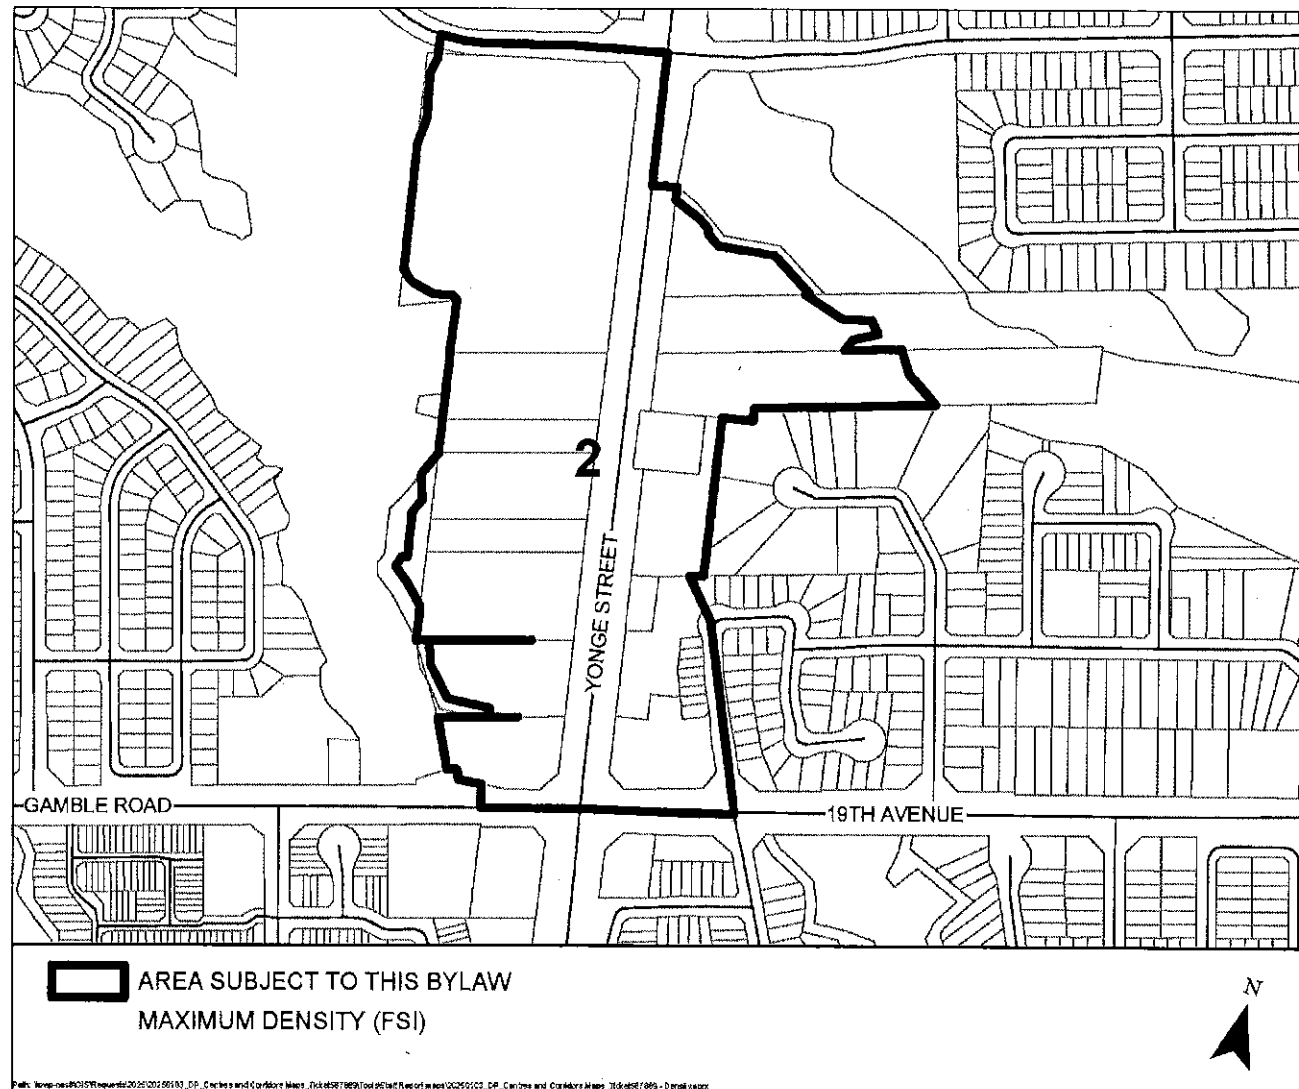 2
YONGE STREET
GAMBLE ROAD
19TH AVENUE
AREA SUBJECT TO THIS BYLAW
MAXIMUM DENSITY (FSI)
N